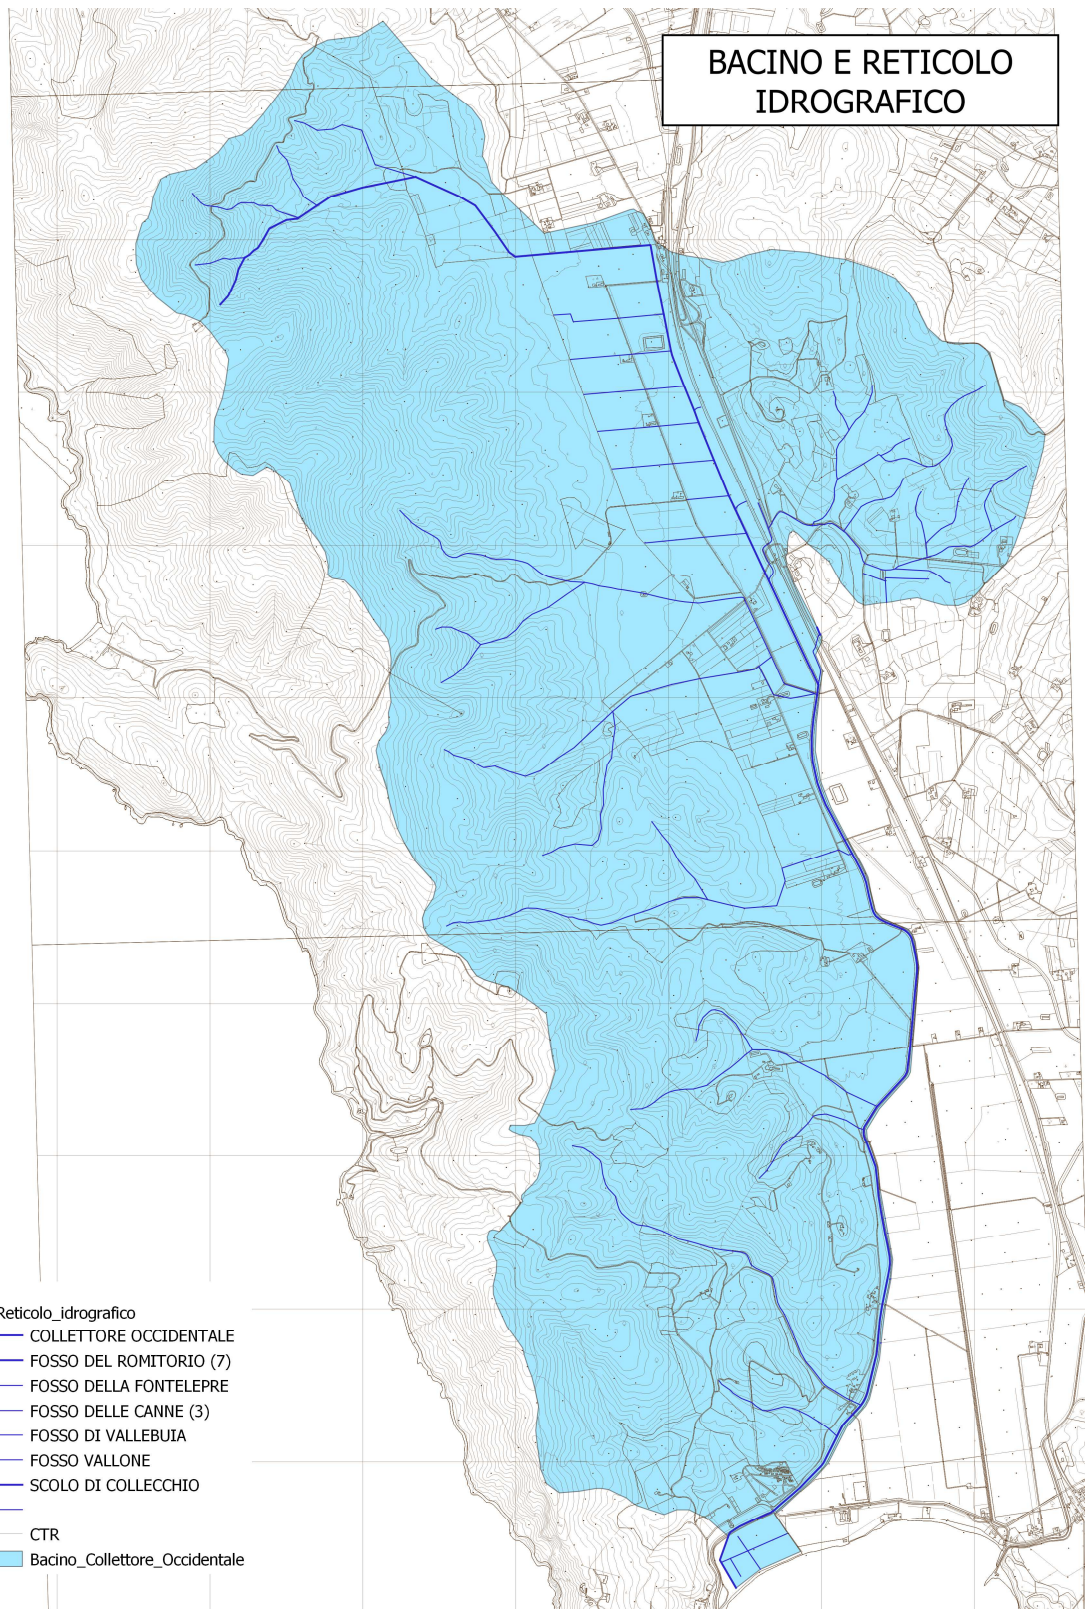 BACINO E RETICOLO
IDROGRAFICO
Reticolo_idrografico
COLLETTORE OCCIDENTALE
FOSSO DEL ROMITORIO (7)
FOSSO DELLA FONTELEPRE
FOSSO DELLE CANNE (3)
FOSSO DI VALLEBUIA
FOSSO VALLONE
SCOLO DI COLLECCHIO
CTR
Bacino_Collettore_Occidentale